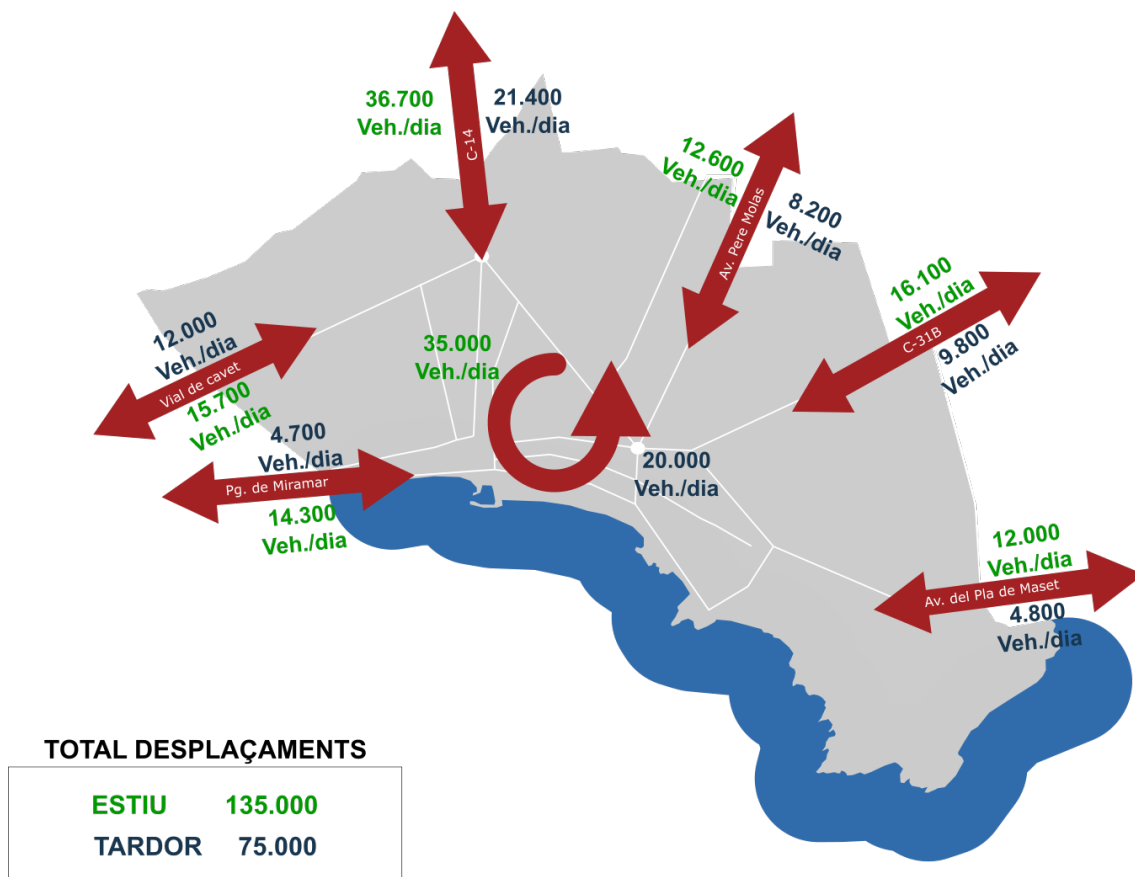 36.700
Veh./dia
C-14
21.400
Veh./dia
12.600
Veh./dia
Av. Pere Molas
8.200
Veh./dia
16.100
Veh./dia
C-31B
9.800
Veh./dia
12.000
Veh./dia
Vial de cavet
15.700
Veh./dia
35.000
Veh./dia
4.700
Veh./dia
Pg. de Miramar
14.300
Veh./dia
20.000
Veh./dia
12.000
Veh./dia
Av. del Pla de Maset
4.800
Veh./dia
TOTAL DESPLAÇAMENTS
ESTIU 135.000
TARDOR 75.000